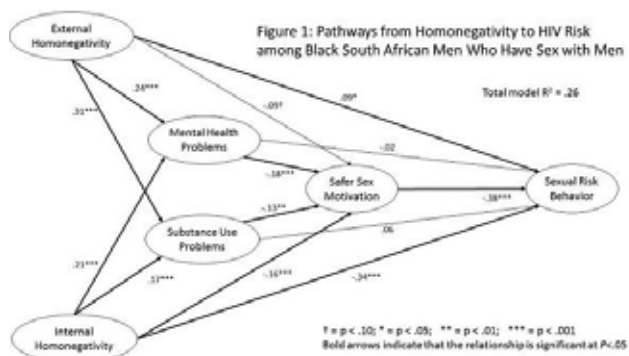 Figure 1: Pathways from Homonegativity to HIV Risk
among Black South African Men Who Have Sex with Men
Total model R² = .26
External
Homonegativity
.24***
.09*
-.09†
.31***
Mental Health
Problems
-.02
-.18***
Safer Sex
Motivation
-.38***
Sexual Risk
Behavior
-.13**
Substance Use
Problems
.06
.21***
.17***
-.16***
-.24***
Internal
Homonegativity
† = p < .10; * = p < .05; ** = p < .01; *** = p < .001
Bold arrows indicate that the relationship is significant at P<.05